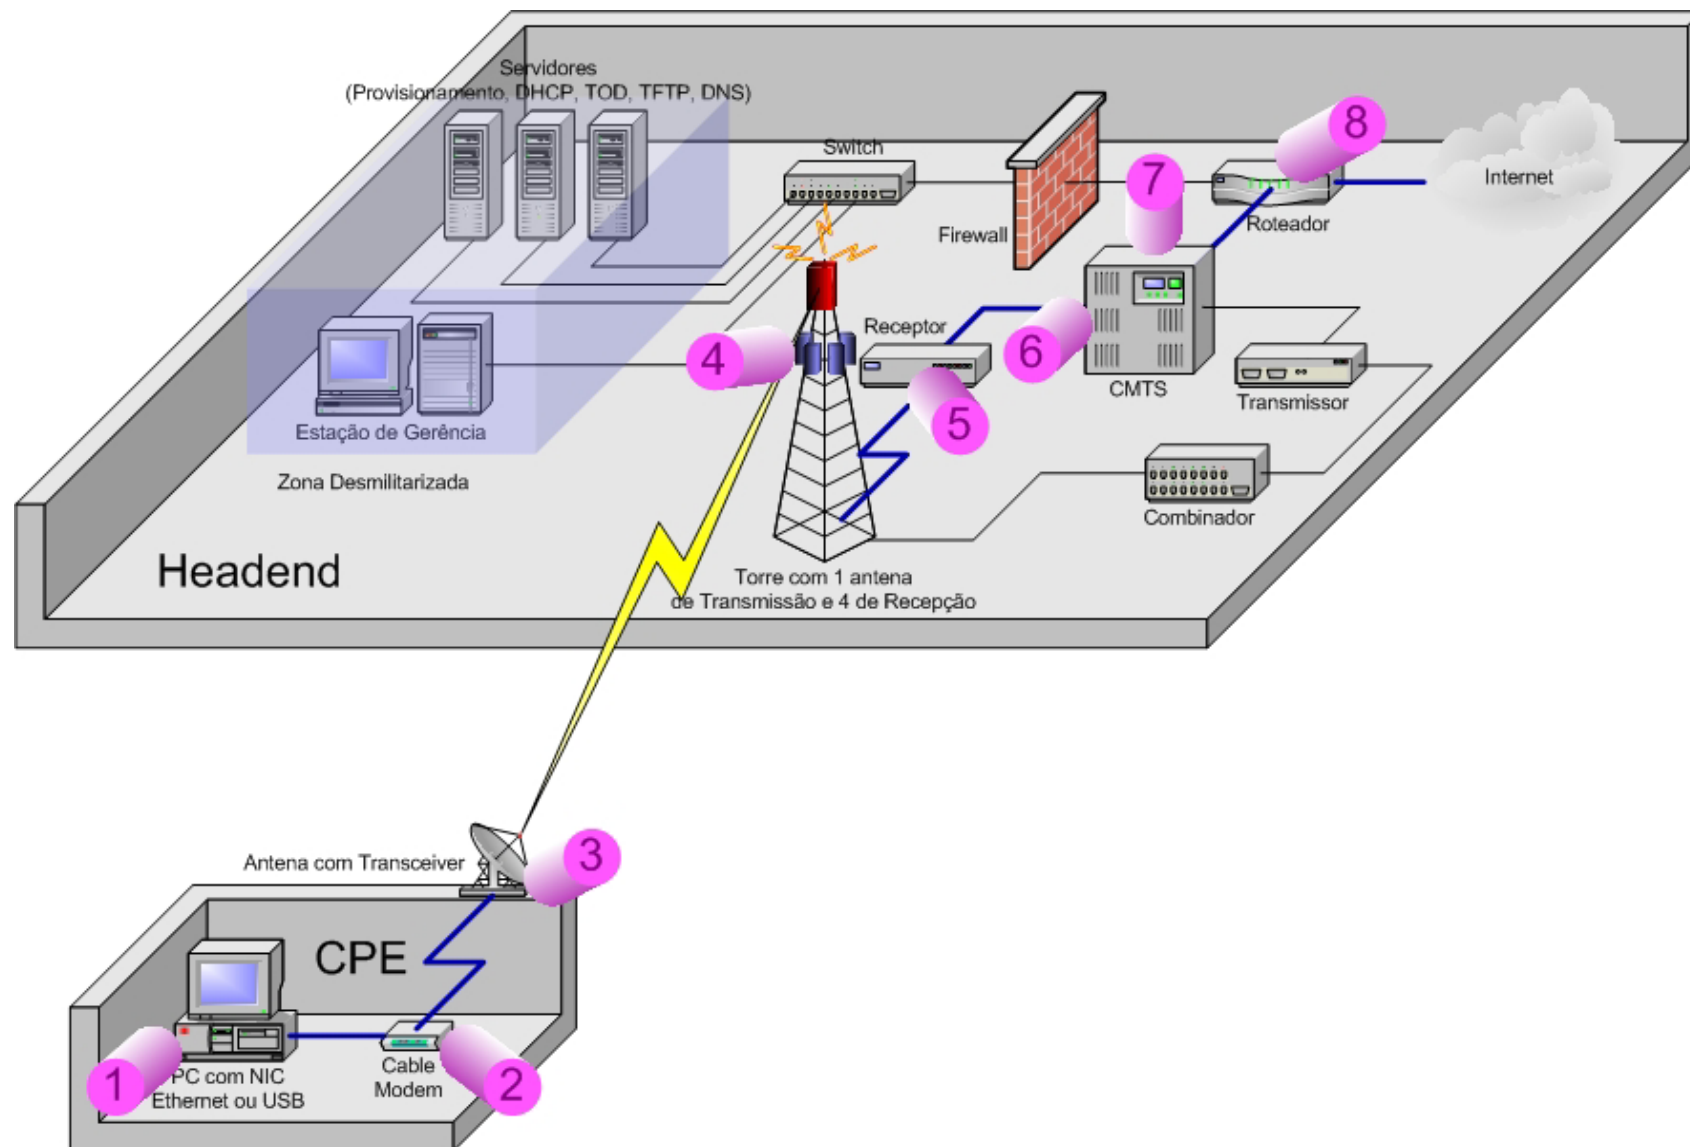 Servidores
(Provisionamento, DHCP, TOD, TFTP, DNS)
Switch
8
7
Internet
Firewall
Roteador
Receptor
4
6
CMTS
Transmissor
5
Estação de Gerência
Zona Desmilitarizada
Combinador
Headend
Torre com 1 antena
de Transmissão e 4 de Recepção
Antena com Transceiver
3
CPE
1
PC com NIC
Ethernet ou USB
Cable
Modem
2